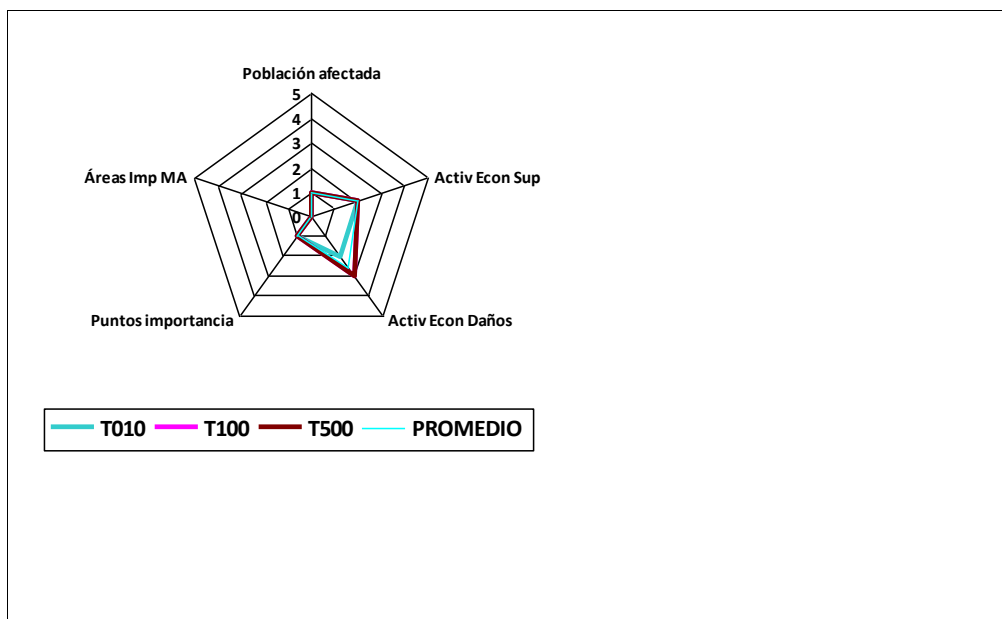 Población afectada
5
4
3
2
1
0
Áreas Imp MA
Activ Econ Sup
Puntos importancia
Activ Econ Daños
T010 T100 T500 PROMEDIO